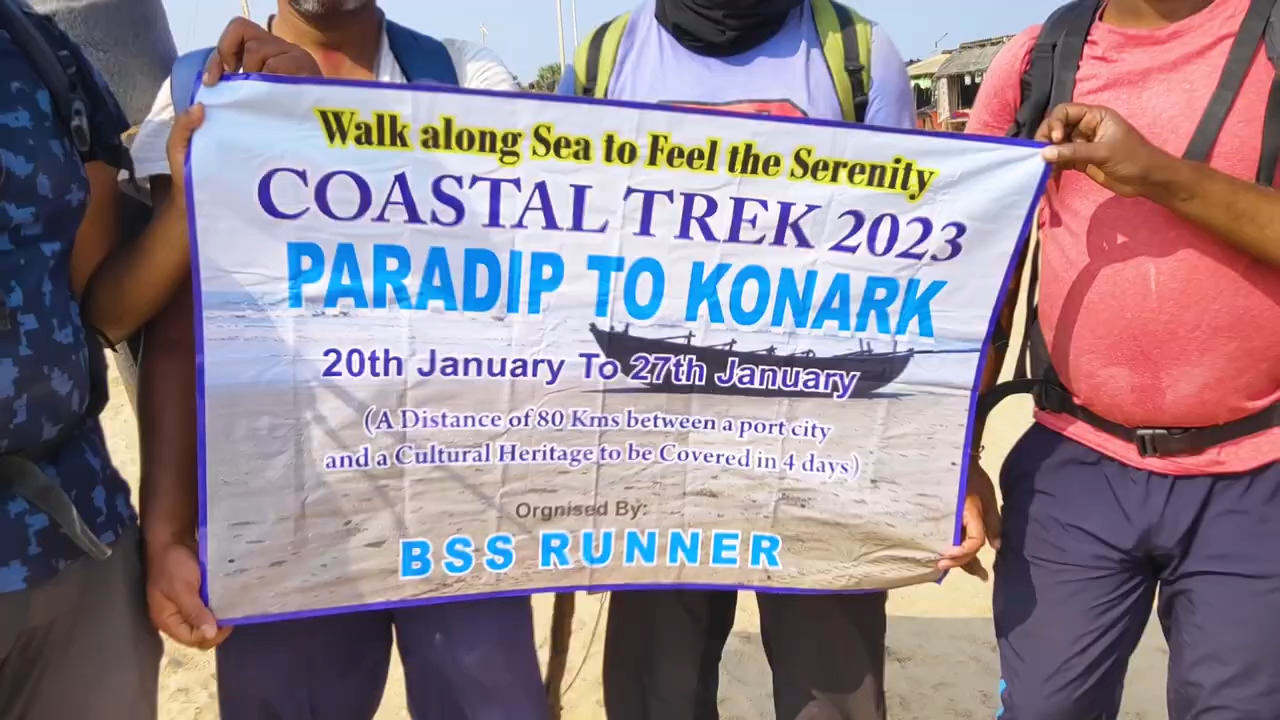 Walk along Sea to Feel the Serenity
COASTAL TREK 2023
PARADIP TO KONARK
20th January To 27th January
(A Distance of 80 Kms between a port city
and a Cultural Heritage to be Covered in 4 days)
Orgnised By:
BSS RUNNER